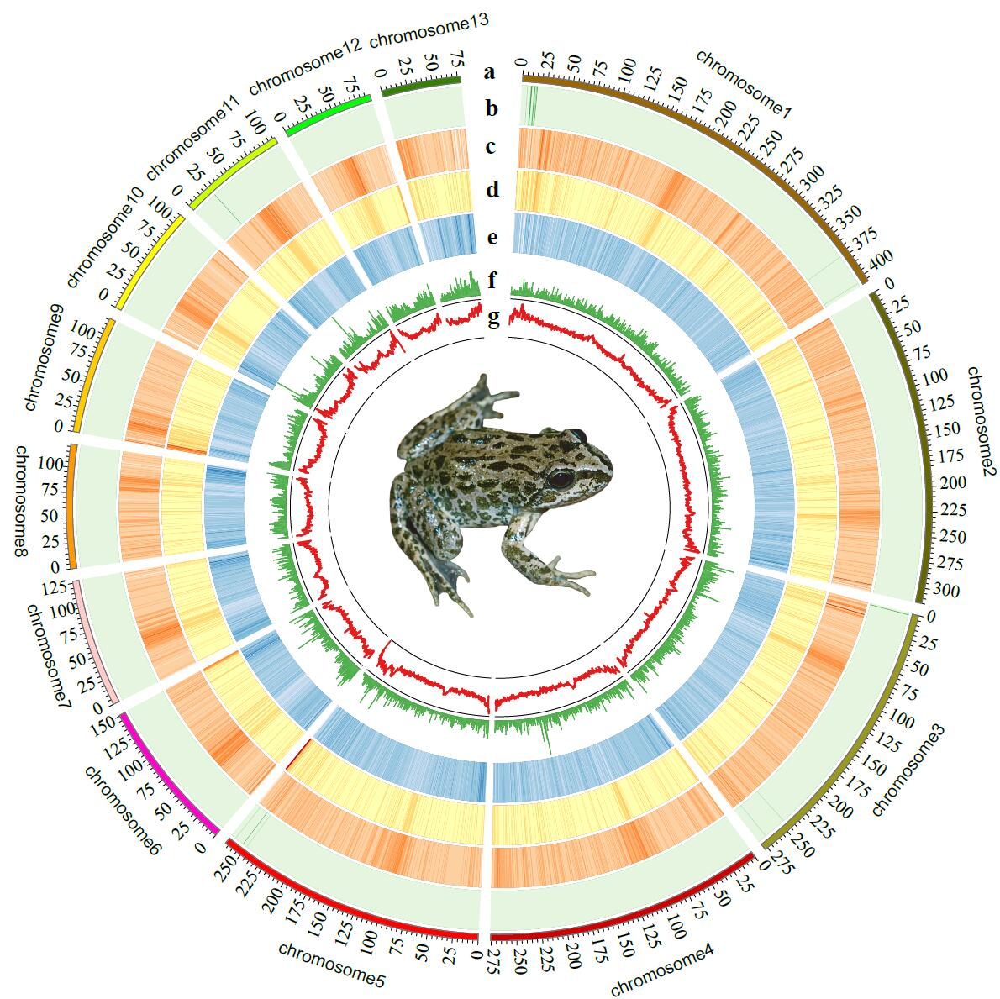 chromosome1
0 25 50 75 100 125 150 175 200 225 250 275 300 325 350 375 400
chromosome2
0 25 50 75 100 125 150 175 200 225 250 275 300
chromosome3
0 25 50 75 100 125 150 175 200 225 250 275
chromosome4
0 25 50 75 100 125 150 175 200 225 250 275
chromosome5
0 25 50 75 100 125 150 175 200 225 250
chromosome6
0 25 50 75 100 125 150
chromosome7
0 25 50 75 100 125
chromosome8
0 25 50 75 100
chromosome9
0 25 50 75 100
chromosome10
0 25 50 75 100
chromosome11
0 25 50 75 100
chromosome12
0 25 50 75
chromosome13
0 25 50 75
a
b
c
d
e
f
g